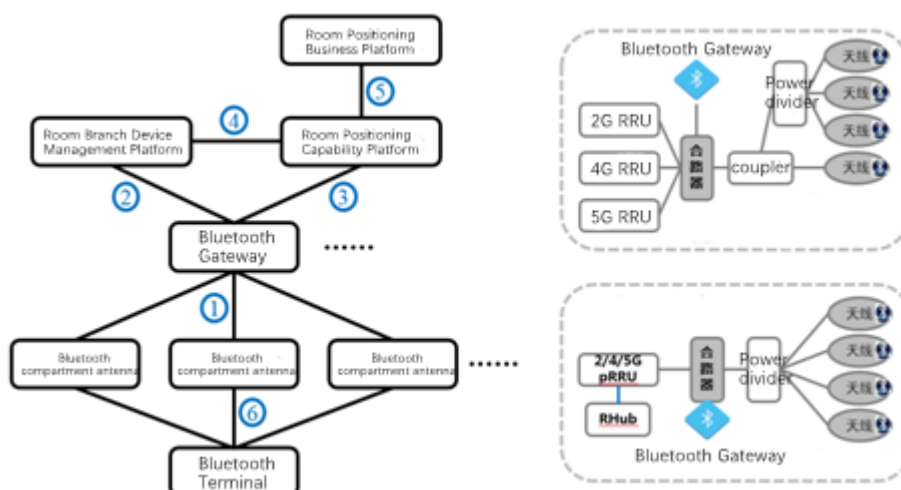 Room Positioning
Business Platform
⑤
Room Branch Device
Management Platform
④
Room Positioning
Capability Platform
②
③
Bluetooth
Gateway
......
①
Bluetooth
compartment antenna
Bluetooth
compartment antenna
Bluetooth
compartment antenna
......
⑥
Bluetooth
Terminal
Bluetooth Gateway
2G RRU
4G RRU
5G RRU
合路器
coupler
Power
divider
天线
天线
天线
天线
2/4/5G
pRRU
RHub
合路器
Bluetooth Gateway
Power
divider
天线
天线
天线
天线